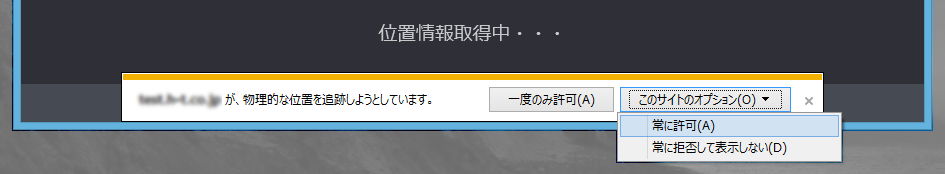 位置情報取得中・・・
が、物理的な位置を追跡しようとしています。
一度のみ許可(A)
このサイトのオプション(O)
常に許可(A)
常に拒否して表示しない(D)